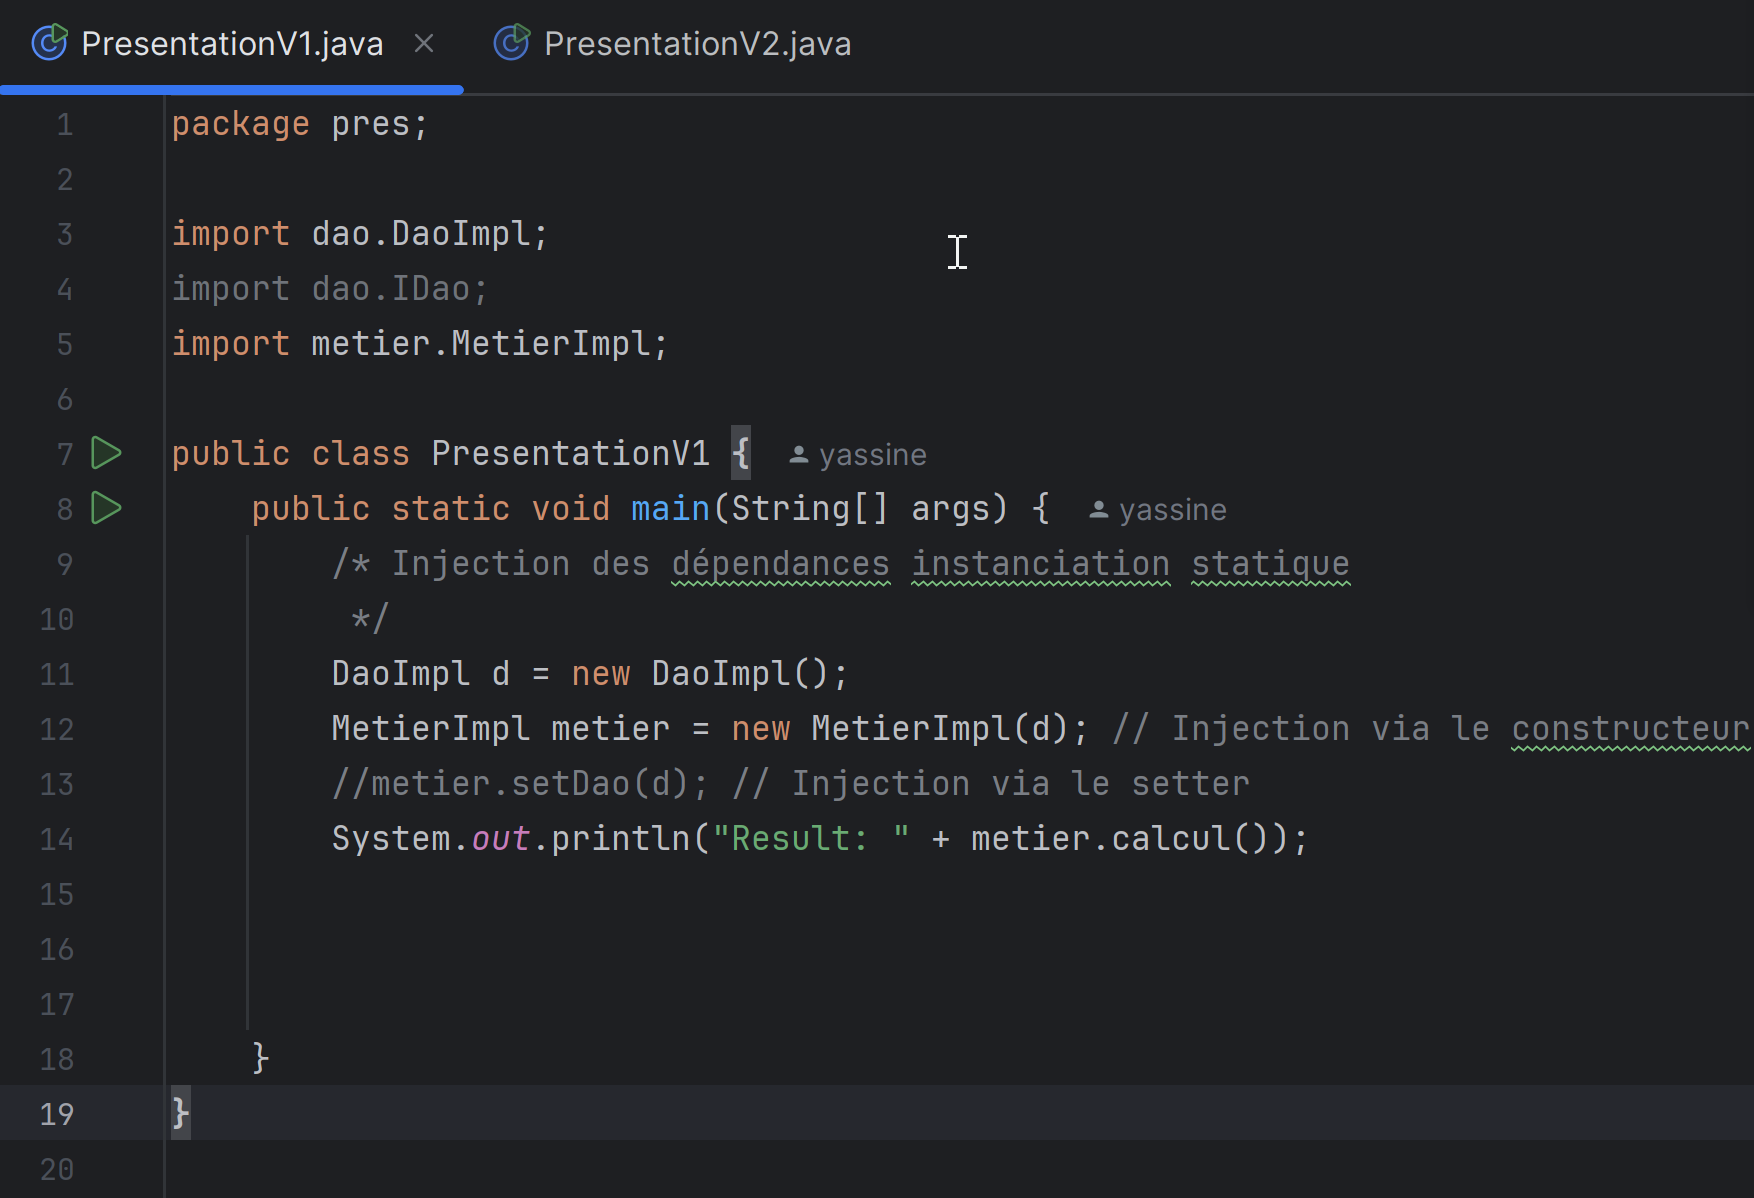 PresentationV1.java PresentationV2.java
1 package pres;
2
3 import dao.DaoImpl;
4 import dao.IDao;
5 import metier.MetierImpl;
6
7 public class PresentationV1 { yassine
8 public static void main(String[] args) { yassine
9 /* Injection des dépendances instanciation statique
10 */
11 DaoImpl d = new DaoImpl();
12 MetierImpl metier = new MetierImpl(d); // Injection via le constructeur
13 //metier.setDao(d); // Injection via le setter
14 System.out.println("Result: " + metier.calcul());
15
16
17
18 }
19 }
20